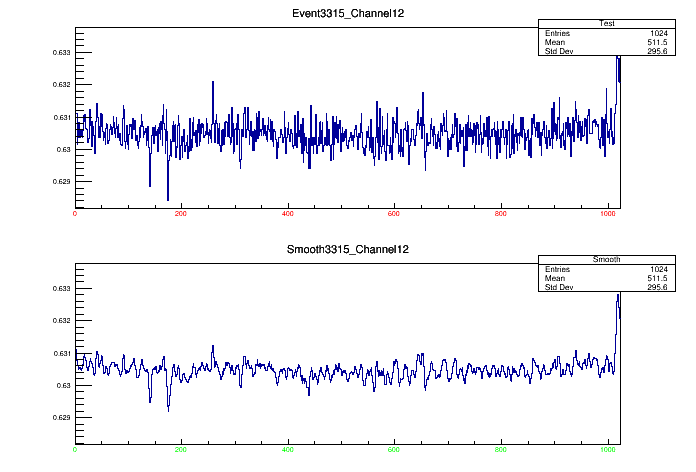 Event3315_Channel12
Test
Entries 1024
Mean 511.5
Std Dev 295.6
0.633
0.632
0.631
0.63
0.629
0 200 400 600 800 1000
Smooth3315_Channel12
Smooth
Entries 1024
Mean 511.5
Std Dev 295.6
0.633
0.632
0.631
0.63
0.629
0 200 400 600 800 1000